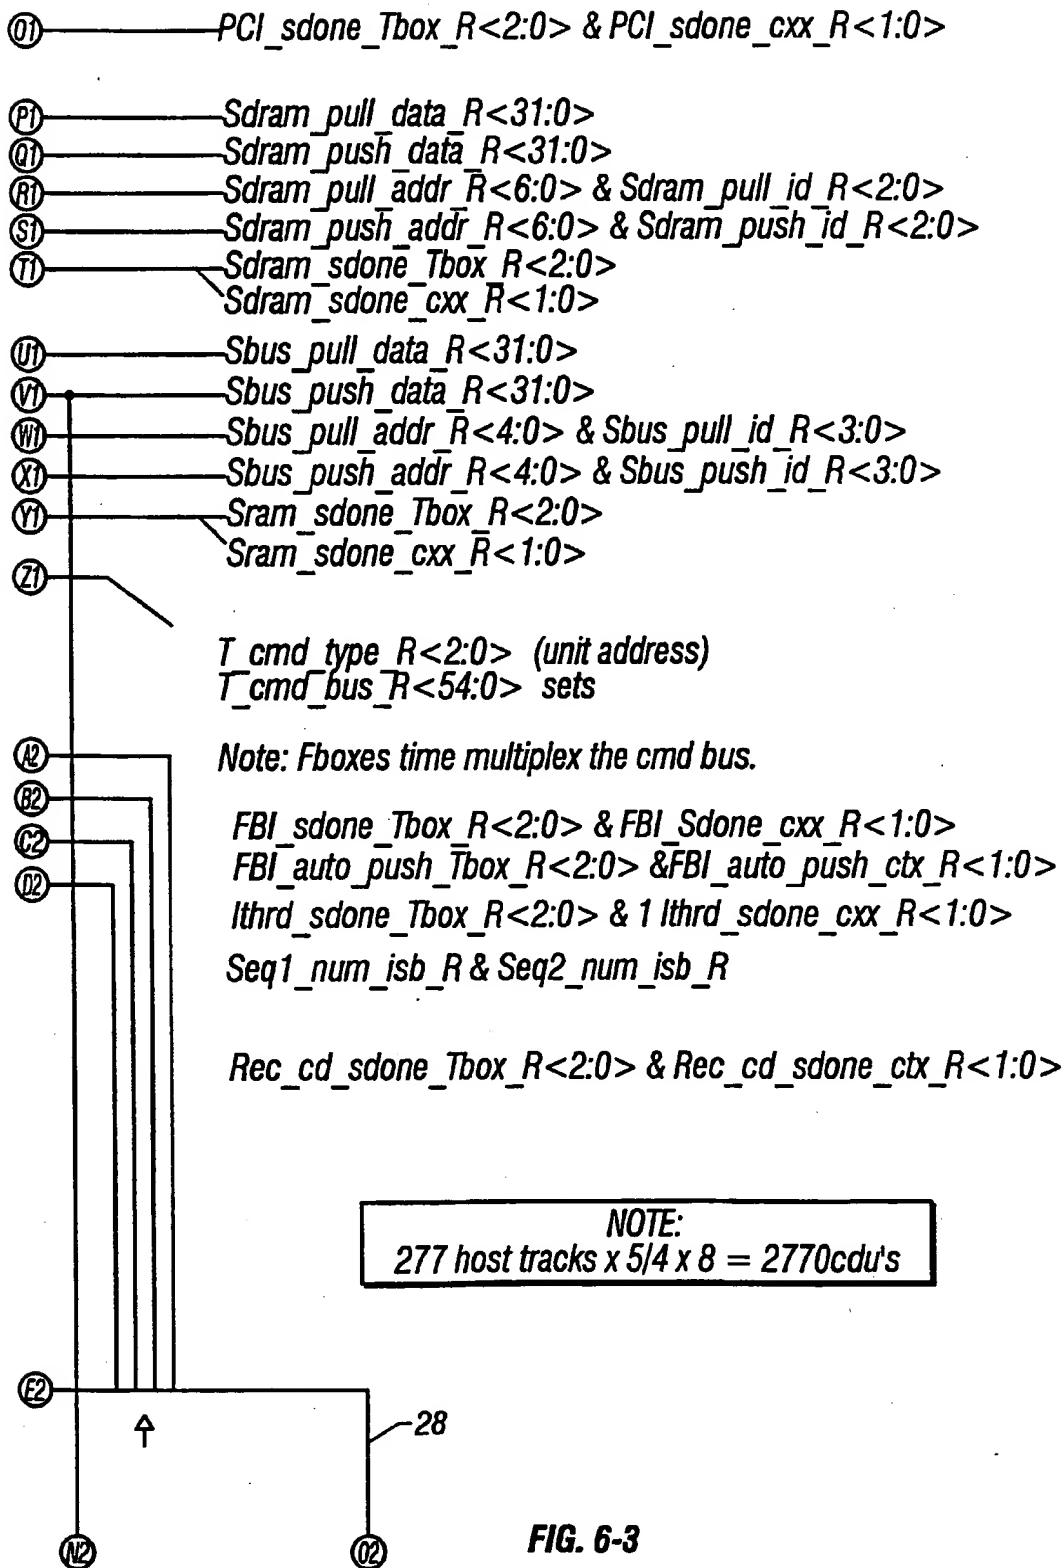 O1 PCI_sdone_Tbox_R<2:0> & PCI_sdone_cxx_R<1:0>
P1 Sdram_pull_data_R<31:0>
Q1 Sdram_push_data_R<31:0>
R1 Sdram_pull_addr_R<6:0> & Sdram_pull_id_R<2:0>
S1 Sdram_push_addr_R<6:0> & Sdram_push_id_R<2:0>
T1 Sdram_sdone_Tbox_R<2:0>
Sdram_sdone_cxx_R<1:0>
U1 Sbus_pull_data_R<31:0>
V1 Sbus_push_data_R<31:0>
W1 Sbus_pull_addr_R<4:0> & Sbus_pull_id_R<3:0>
X1 Sbus_push_addr_R<4:0> & Sbus_push_id_R<3:0>
Y1 Sram_sdone_Tbox_R<2:0>
Sram_sdone_cxx_R<1:0>
Z1
T_cmd_type_R<2:0> (unit address)
T_cmd_bus_R<54:0> sets
A2 Note: Fboxes time multiplex the cmd bus.
B2 FBI_sdone_Tbox_R<2:0> & FBI_Sdone_cxx_R<1:0>
C2 FBI_auto_push_Tbox_R<2:0> &FBI_auto_push_ctx_R<1:0>
D2 Ithrd_sdone_Tbox_R<2:0> & 1 Ithrd_sdone_cxx_R<1:0>
Seq1_num_isb_R & Seq2_num_isb_R
Rec_cd_sdone_Tbox_R<2:0> & Rec_cd_sdone_ctx_R<1:0>
NOTE:
277 host tracks x 5/4 x 8 = 2770cdu's
E2
28
N2 O2
FIG. 6-3